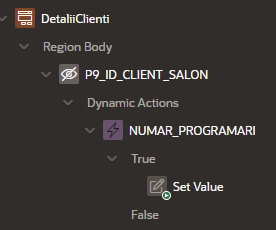 DetaliiClienti
Region Body
P9_ID_CLIENT_SALON
Dynamic Actions
NUMAR_PROGRAMARI
True
Set Value
False